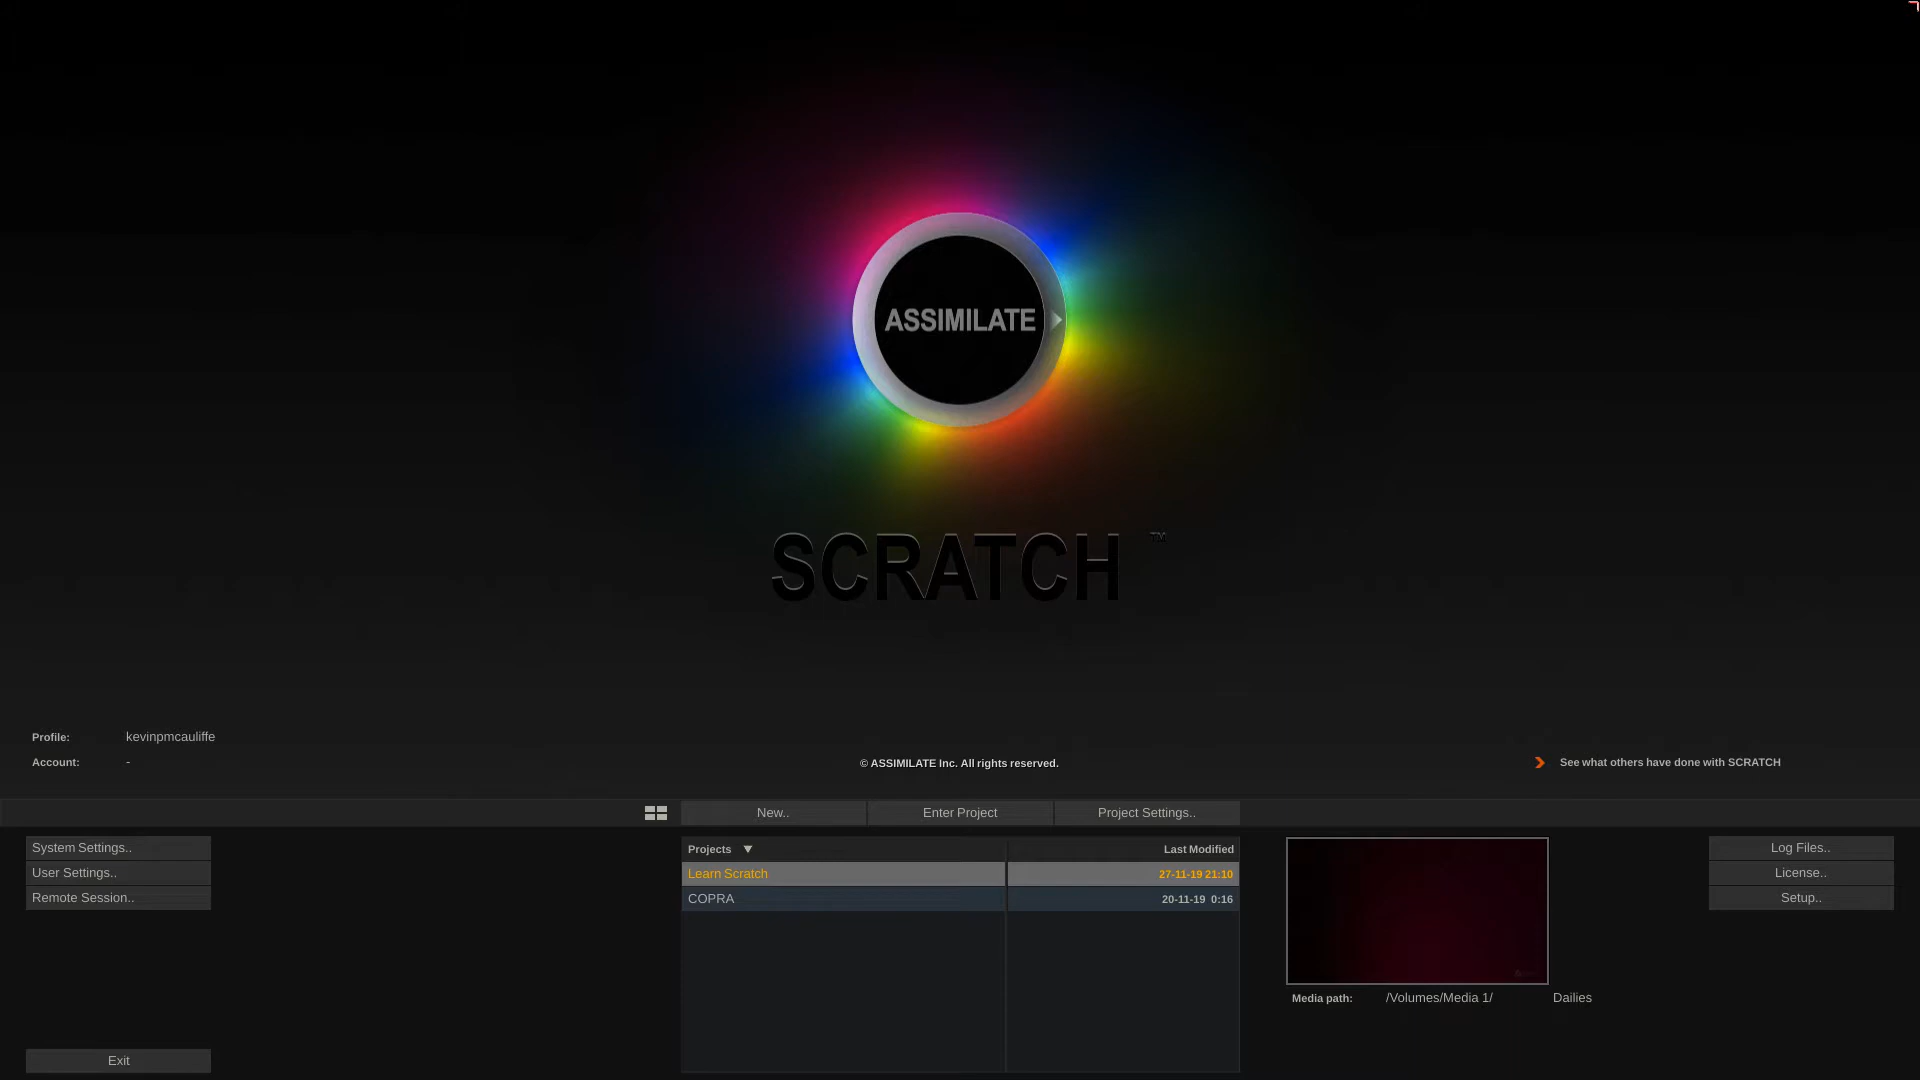 ASSIMILATE
SCRATCH ™
Profile: kevinpmcauliffe
Account: -
© ASSIMILATE Inc. All rights reserved.
See what others have done with SCRATCH
New.. Enter Project Project Settings..
System Settings..
User Settings..
Remote Session..
Exit
Projects Last Modified
Learn Scratch 27-11-19 21:10
COPRA 20-11-19 0:16
Media path: /Volumes/Media 1/ Dailies
Log Files..
License..
Setup..